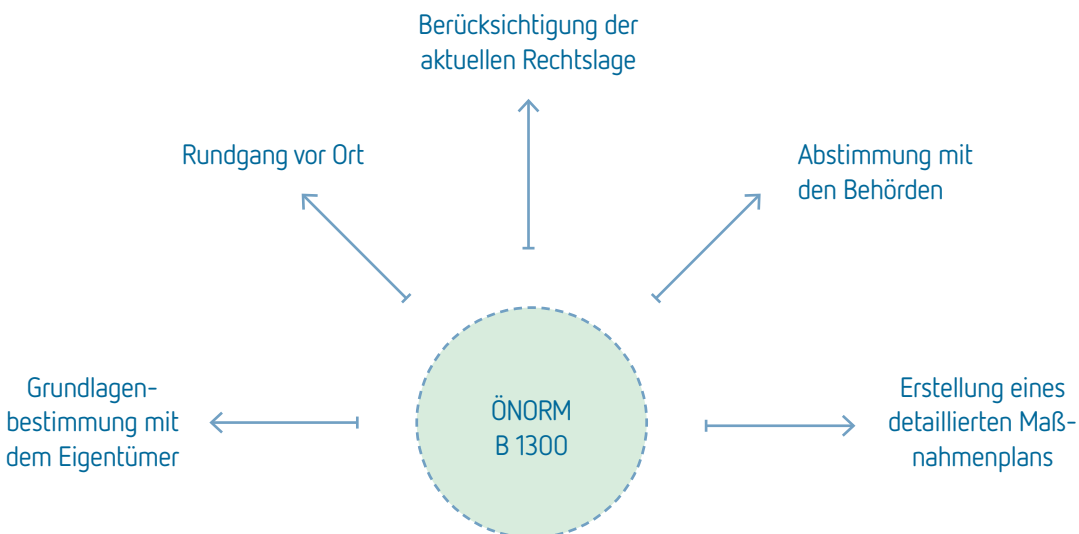 Berücksichtigung der
aktuellen Rechtslage
Rundgang vor Ort
Abstimmung mit
den Behörden
Grundlagen-
bestimmung mit
dem Eigentümer
ÖNORM
B 1300
Erstellung eines
detaillierten Maß-
nahmenplans